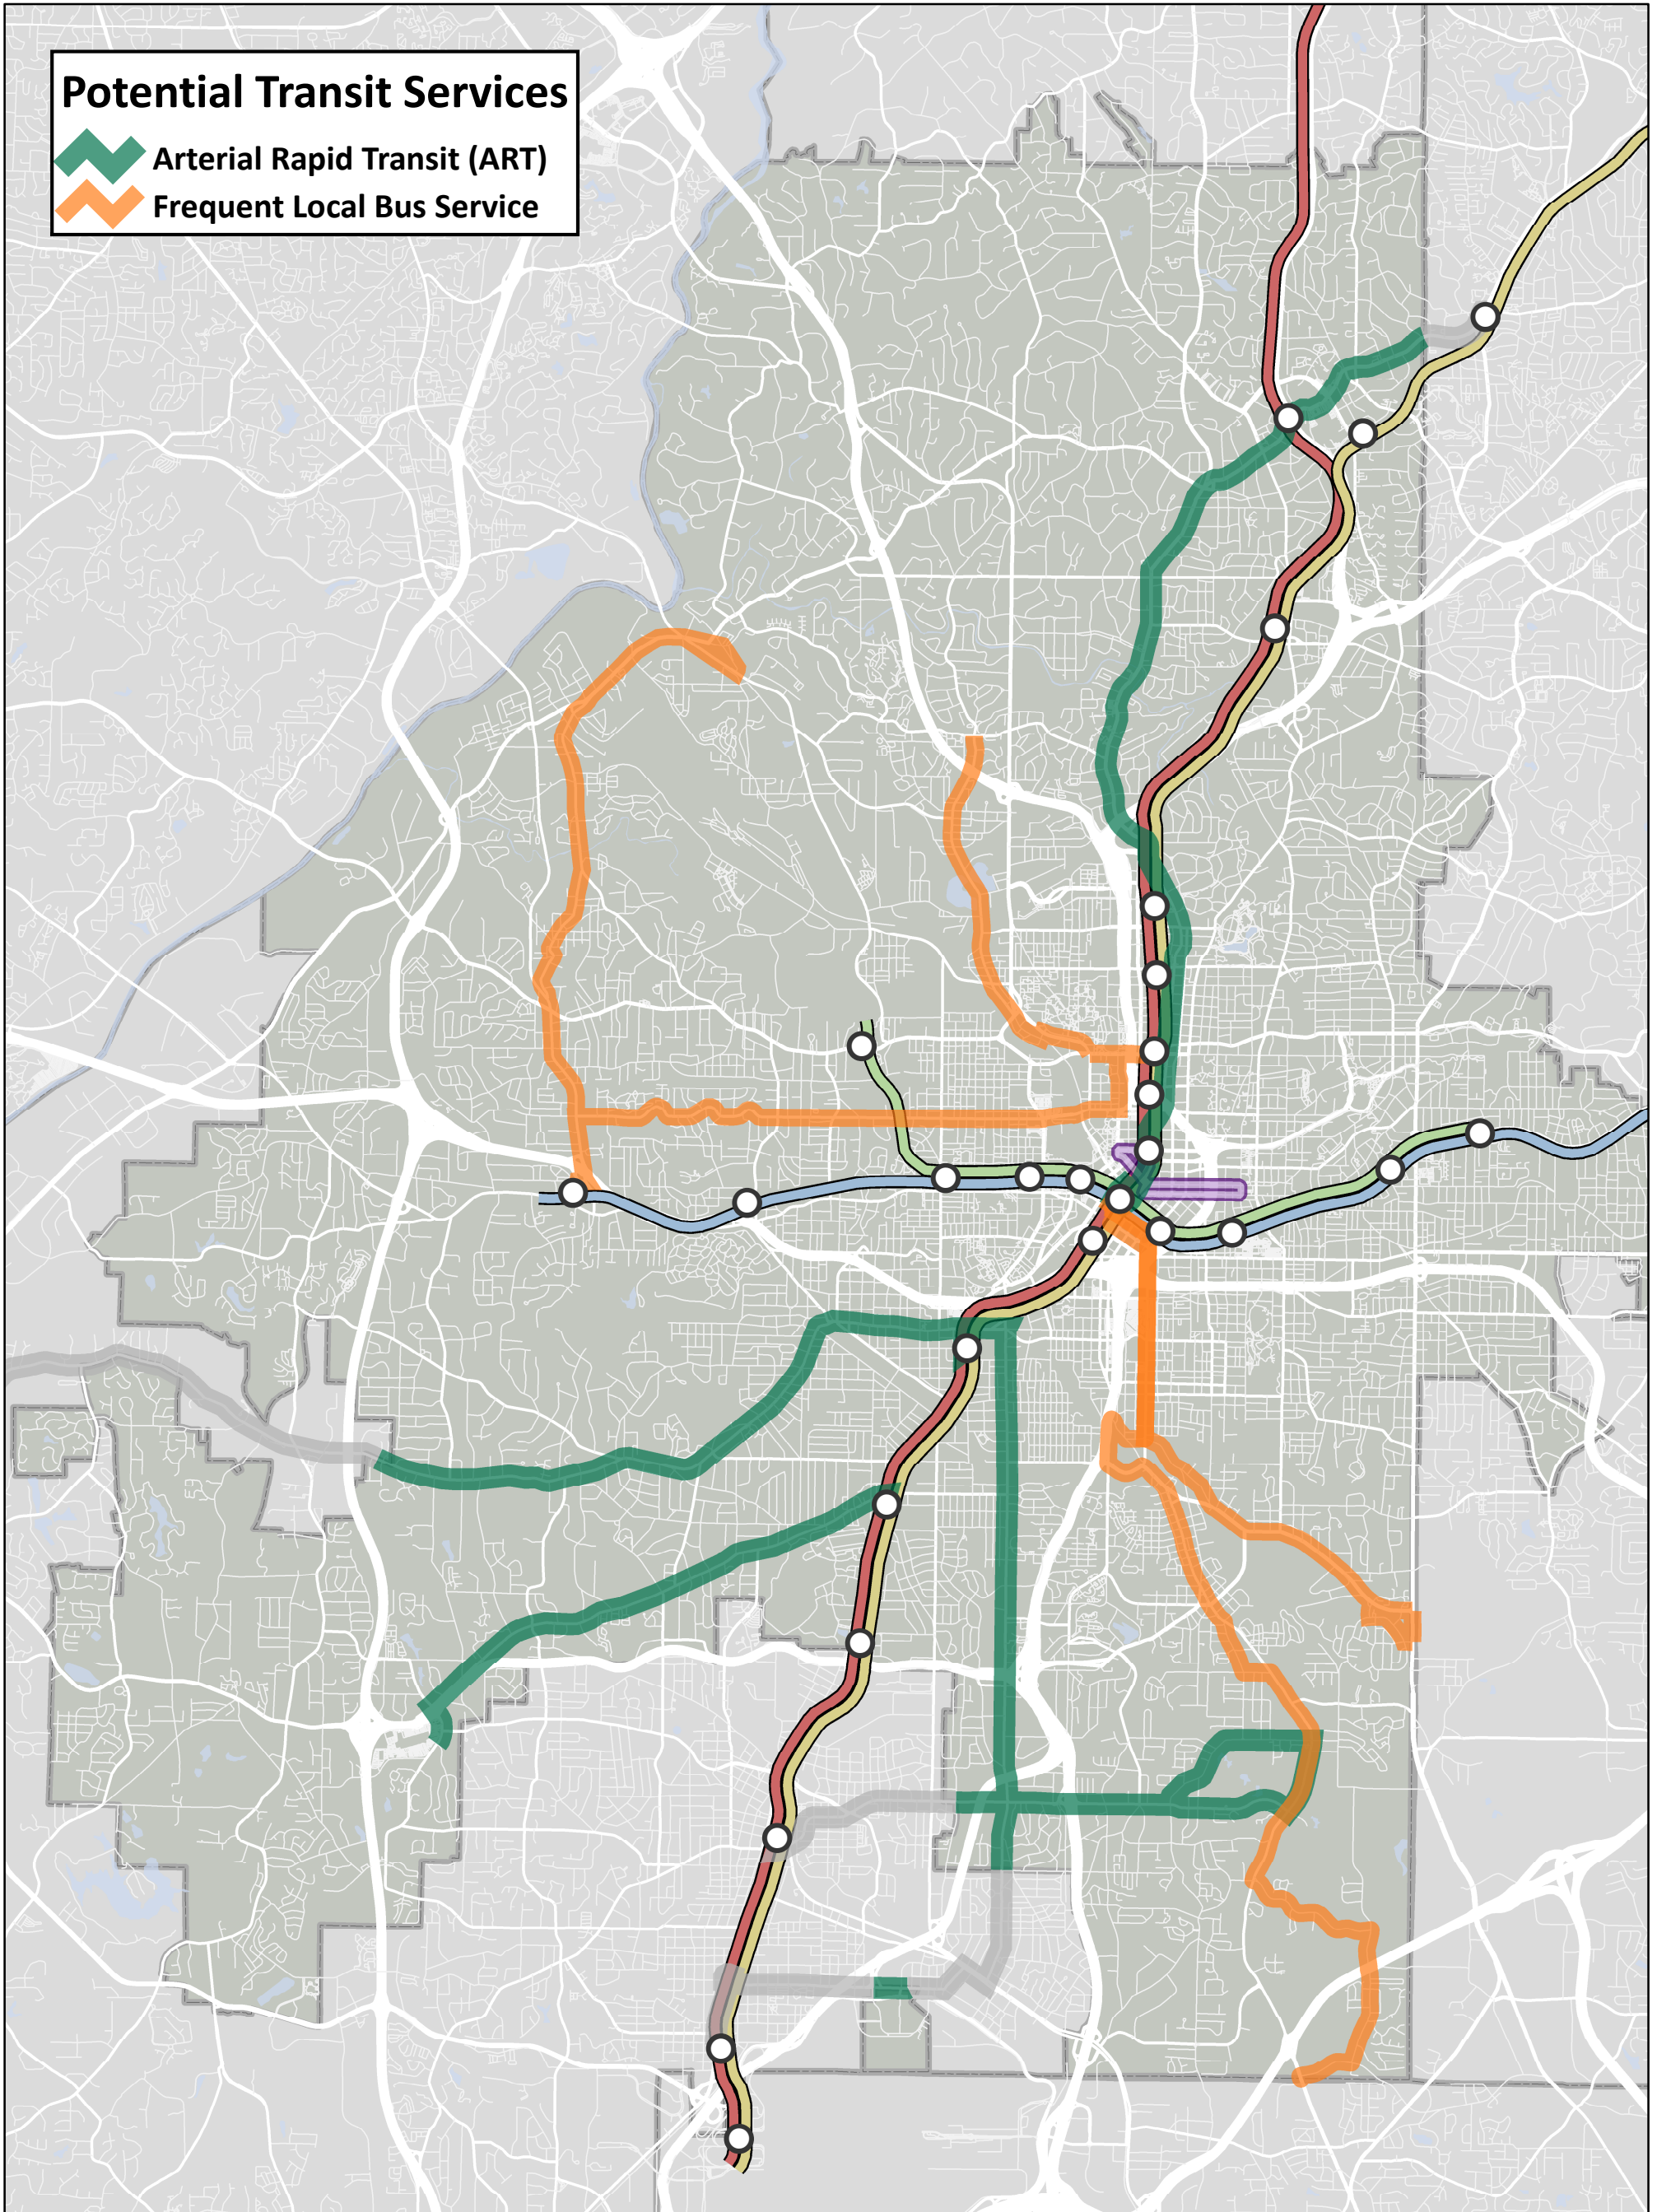 Potential Transit Services
Arterial Rapid Transit (ART)
Frequent Local Bus Service